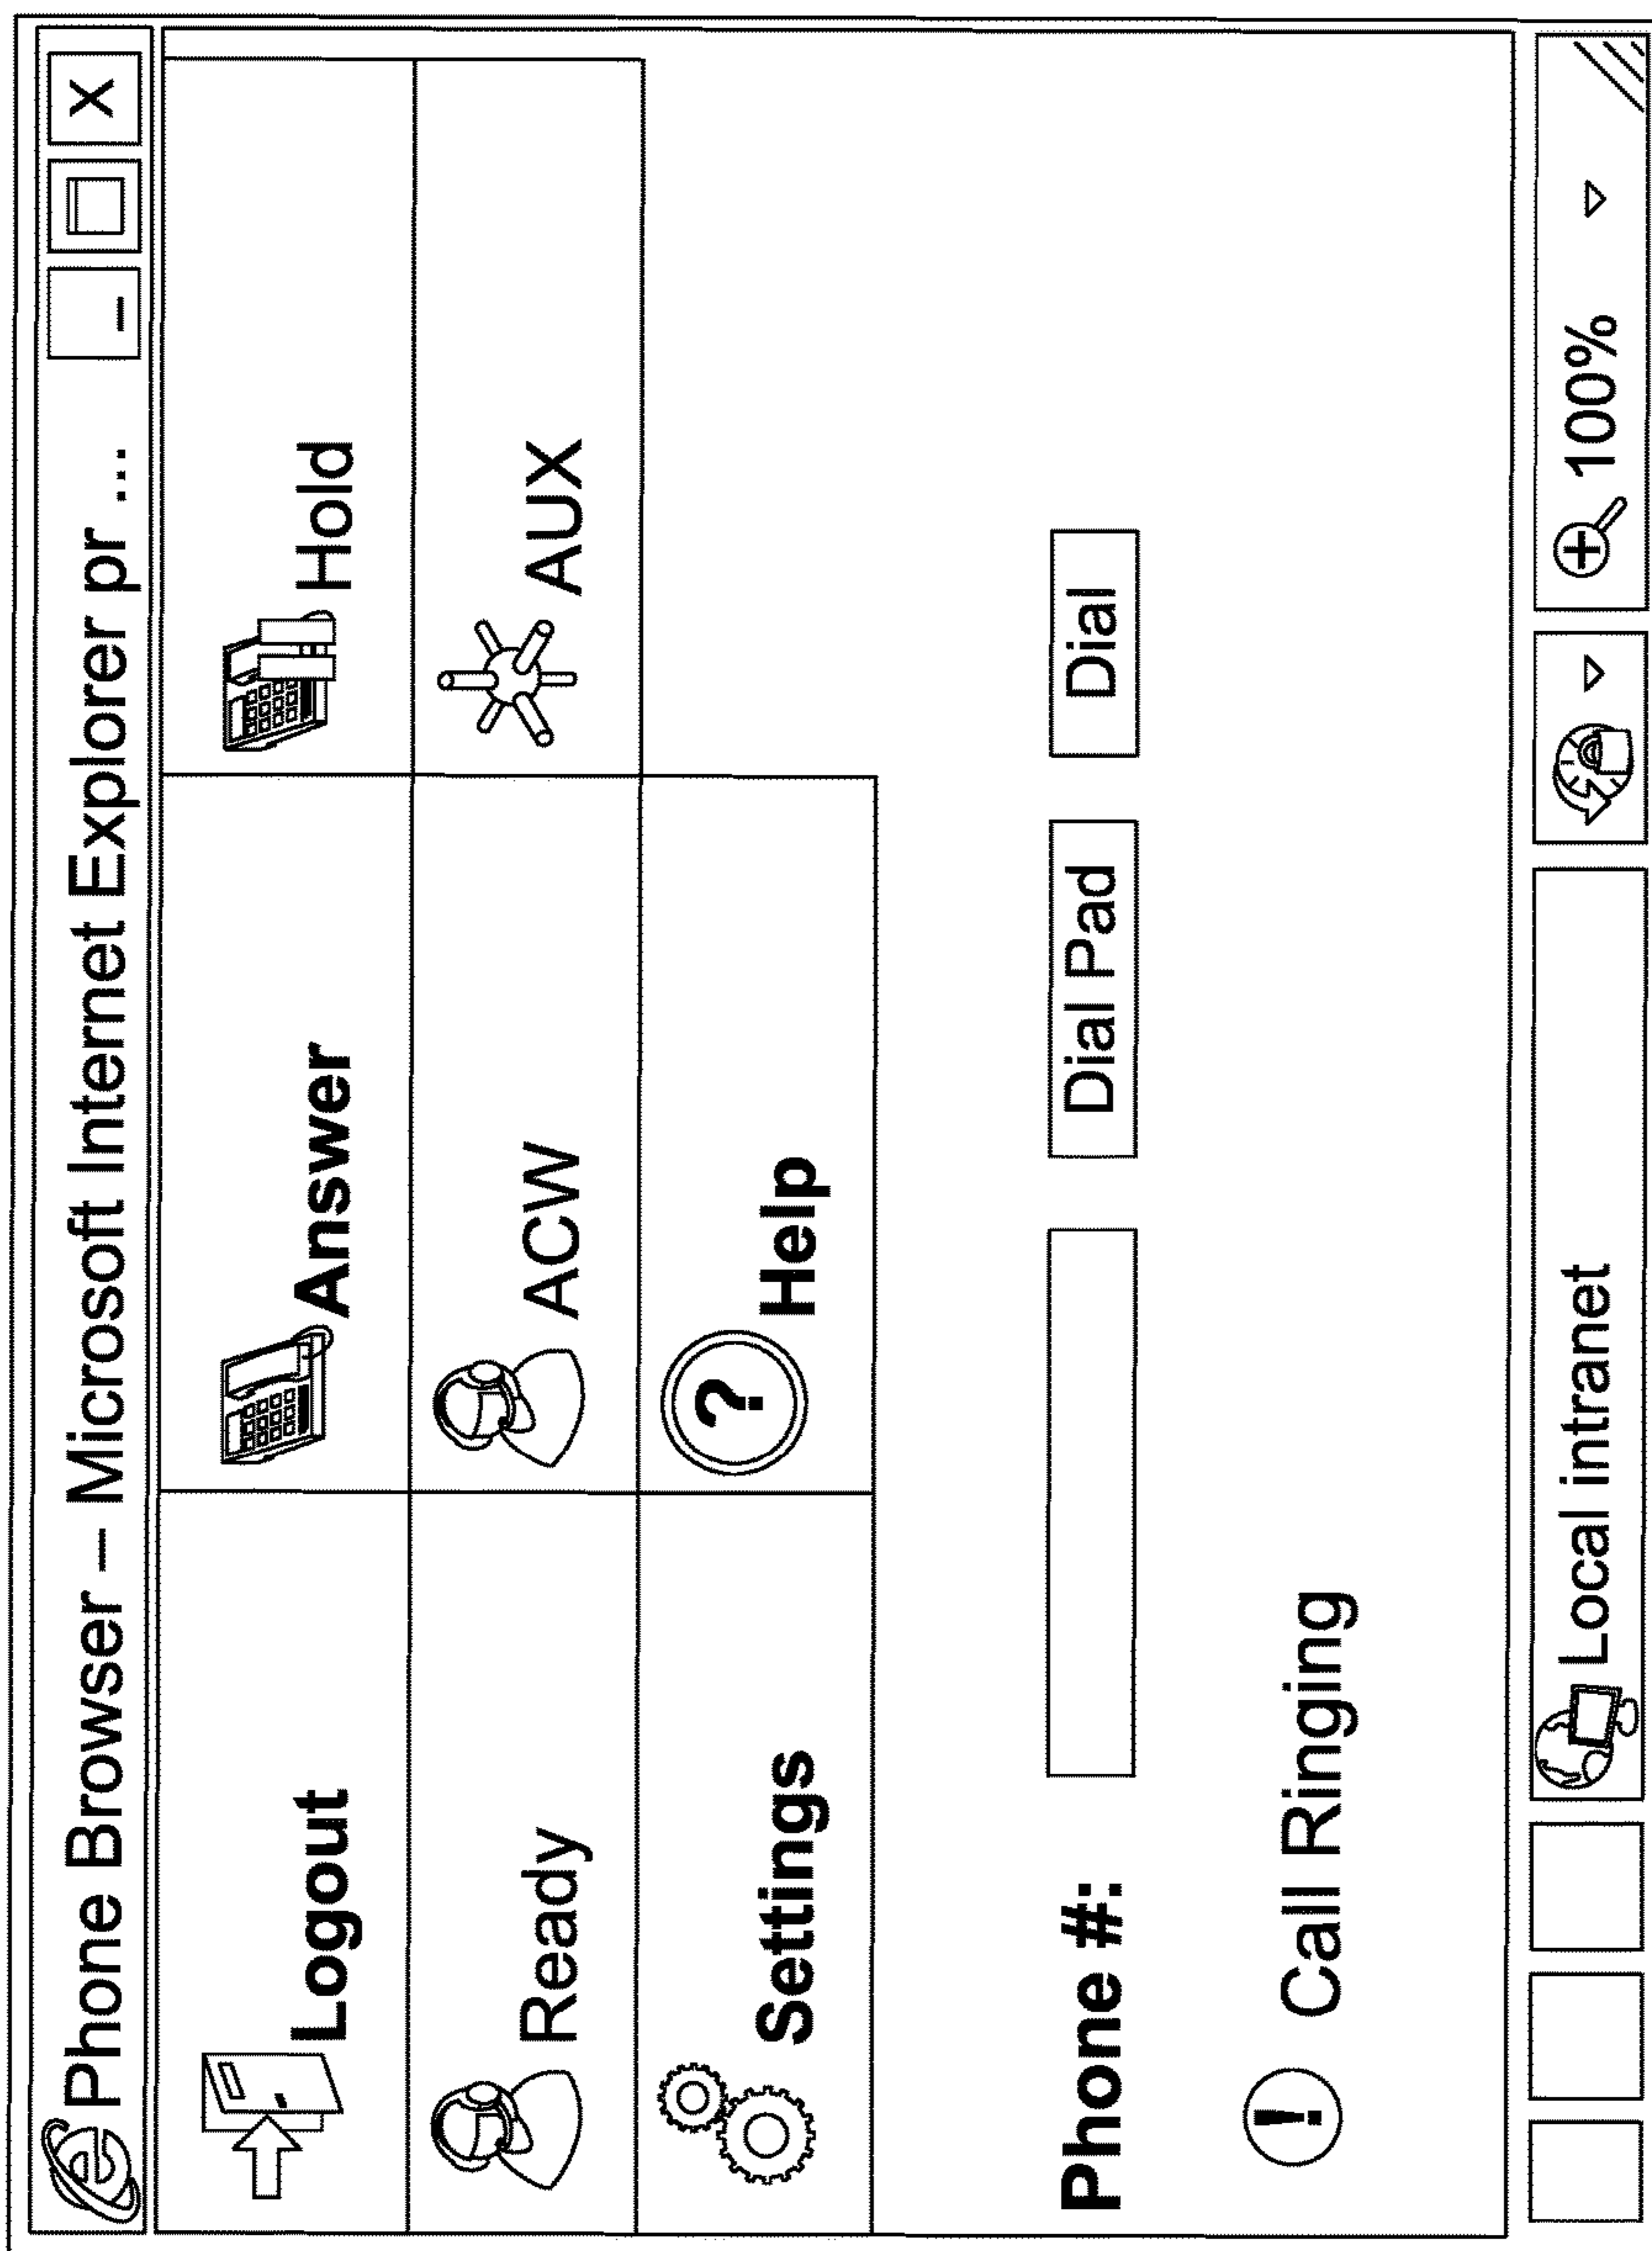 Phone Browser – Microsoft Internet Explorer pr ... _ X
Logout Answer Hold
Ready ACW AUX
? Help
Settings
Phone #: Dial Pad Dial
! Call Ringing
Local intranet 100%